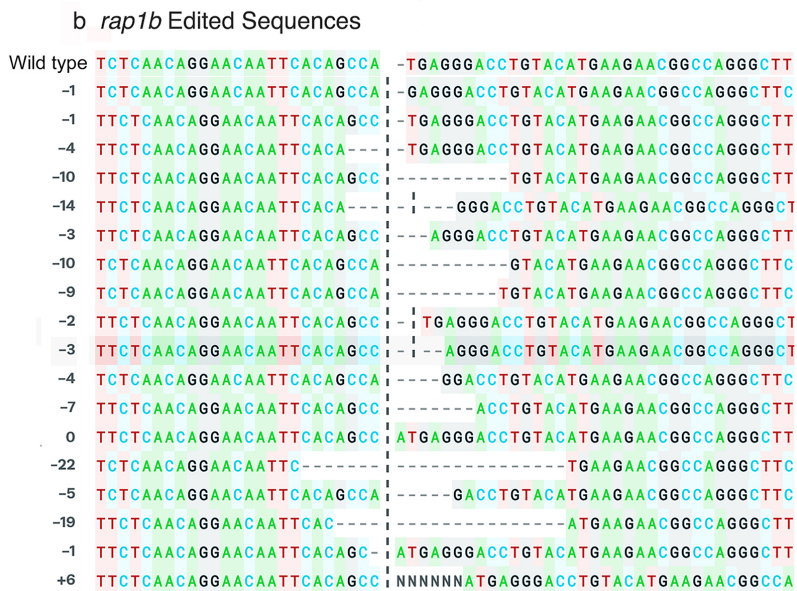 b rap1b Edited Sequences
Wild type TCTCAACAGGAACAATTCACAGCCA -TGAGGGACCTGTACATGAAGAACGGCCAGGGCTT
−1 TCTCAACAGGAACAATTCACAGCCA -GAGGGACCTGTACATGAAGAACGGCCAGGGCTTC
−1 TTCTCAACAGGAACAATTCACAGCC -TGAGGGACCTGTACATGAAGAACGGCCAGGGCTT
−4 TTCTCAACAGGAACAATTCACA--- -TGAGGGACCTGTACATGAAGAACGGCCAGGGCTT
−10 TTCTCAACAGGAACAATTCACAGCC ----------TGTACATGAAGAACGGCCAGGGCTT
−14 TTCTCAACAGGAACAATTCACA--- - ---GGGACCTGTACATGAAGAACGGCCAGGGCT
−3 TTCTCAACAGGAACAATTCACAGCC ---AGGGACCTGTACATGAAGAACGGCCAGGGCTT
−10 TCTCAACAGGAACAATTCACAGCCA ----------GTACATGAAGAACGGCCAGGGCTTC
−9 TCTCAACAGGAACAATTCACAGCCA ---------TGTACATGAAGAACGGCCAGGGCTTC
−2 TTCTCAACAGGAACAATTCACAGCC - TGAGGGACCTGTACATGAAGAACGGCCAGGGCT
−3 TTCTCAACAGGAACAATTCACAGCC - --AGGGACCTGTACATGAAGAACGGCCAGGGCT
−4 TCTCAACAGGAACAATTCACAGCCA ----GGACCTGTACATGAAGAACGGCCAGGGCTTC
−7 TTCTCAACAGGAACAATTCACAGCC -------ACCTGTACATGAAGAACGGCCAGGGCTT
0 TTCTCAACAGGAACAATTCACAGCC ATGAGGGACCTGTACATGAAGAACGGCCAGGGCTT
−22 TCTCAACAGGAACAATTC------- ---------------TGAAGAACGGCCAGGGCTTC
−5 TCTCAACAGGAACAATTCACAGCCA -----GACCTGTACATGAAGAACGGCCAGGGCTTC
−19 TTCTCAACAGGAACAATTCAC---- ---------------ATGAAGAACGGCCAGGGCTT
−1 TTCTCAACAGGAACAATTCACAGC- ATGAGGGACCTGTACATGAAGAACGGCCAGGGCTT
+6 TTCTCAACAGGAACAATTCACAGCC NNNNNNATGAGGGACCTGTACATGAAGAACGGCCA